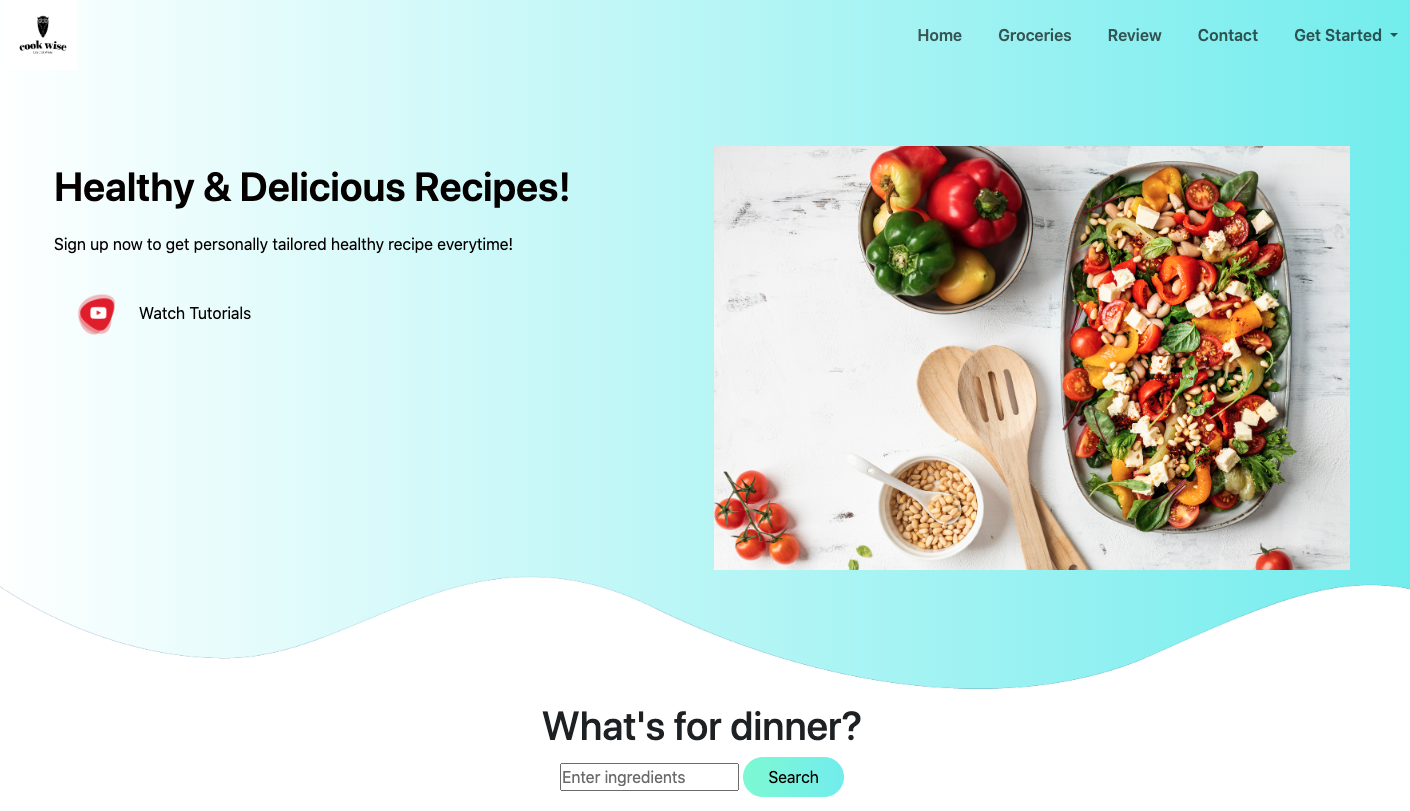 cook wise
Home Groceries Review Contact Get Started
Healthy & Delicious Recipes!
Sign up now to get personally tailored healthy recipe everytime!
Watch Tutorials
What's for dinner?
Enter ingredients Search